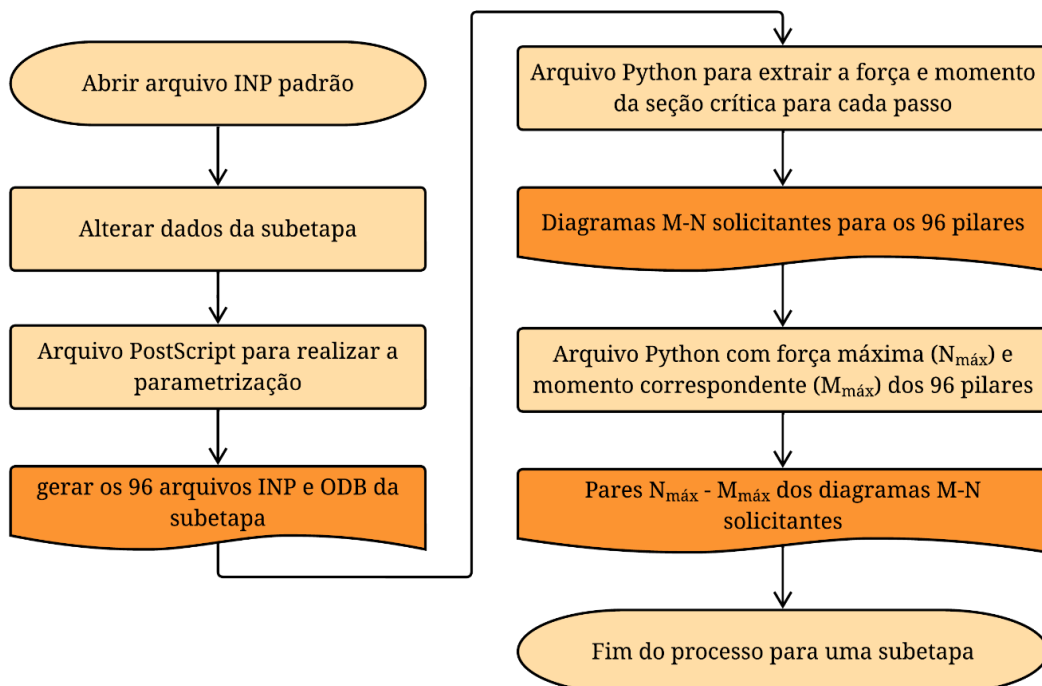 Abrir arquivo INP padrão
Alterar dados da subetapa
Arquivo PostScript para realizar a
parametrização
gerar os 96 arquivos INP e ODB da
subetapa
Arquivo Python para extrair a força e momento
da seção crítica para cada passo
Diagramas M-N solicitantes para os 96 pilares
Arquivo Python com força máxima (Nmáx) e
momento correspondente (Mmáx) dos 96 pilares
Pares Nmáx - Mmáx dos diagramas M-N
solicitantes
Fim do processo para uma subetapa